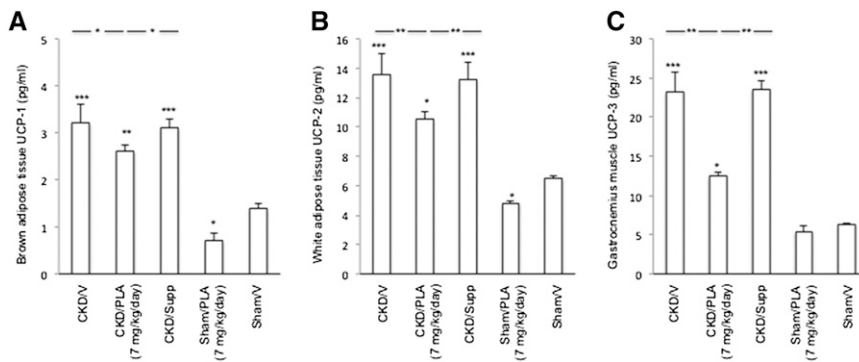 A
B
C
* *
** **
** **
Brown adipose tissue UCP-1 (pg/ml)
5
4
3
2
1
0
***
**
***
*
CKD/V
CKD/PLA
(7 mg/kg/day)
CKD/Supp
Sham/PLA
(7 mg/kg/day)
Sham/V
White adipose tissue UCP-2 (pg/ml)
16
14
12
10
8
6
4
2
0
***
*
***
*
CKD/V
CKD/PLA
(7 mg/kg/day)
CKD/Supp
Sham/PLA
(7 mg/kg/day)
Sham/V
Gastrocnemius muscle UCP-3 (pg/ml)
30
25
20
15
10
5
0
***
*
***
CKD/V
CKD/PLA
(7 mg/kg/day)
CKD/Supp
Sham/PLA
(7 mg/kg/day)
Sham/V